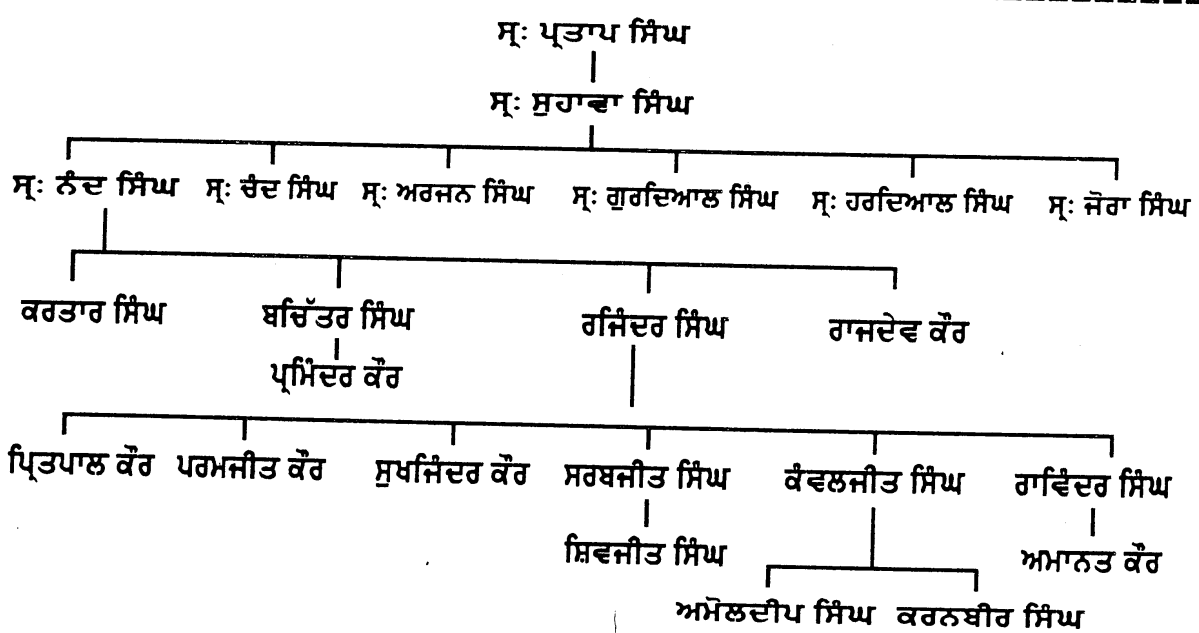 ਸ੍ਰ: ਪ੍ਰਤਾਪ ਸਿੰਘ
ਸ੍ਰ: ਸੁਹਾਵਾ ਸਿੰਘ
ਸ੍ਰ: ਨੰਦ ਸਿੰਘ ਸ੍ਰ: ਚੰਦ ਸਿੰਘ ਸ੍ਰ: ਅਰਜਨ ਸਿੰਘ ਸ੍ਰ: ਗੁਰਦਿਆਲ ਸਿੰਘ ਸ੍ਰ: ਹਰਦਿਆਲ ਸਿੰਘ ਸ੍ਰ: ਜੋਰਾ ਸਿੰਘ
ਕਰਤਾਰ ਸਿੰਘ ਬਚਿੱਤਰ ਸਿੰਘ ਰਜਿੰਦਰ ਸਿੰਘ ਰਾਜਦੇਵ ਕੌਰ
ਪ੍ਰਮਿੰਦਰ ਕੌਰ
ਪ੍ਰਿਤਪਾਲ ਕੌਰ ਪਰਮਜੀਤ ਕੌਰ ਸੁਖਜਿੰਦਰ ਕੌਰ ਸਰਬਜੀਤ ਸਿੰਘ ਕੰਵਲਜੀਤ ਸਿੰਘ ਰਾਵਿੰਦਰ ਸਿੰਘ
ਸ਼ਿਵਜੀਤ ਸਿੰਘ ਅਮਾਨਤ ਕੌਰ
ਅਮੋਲਦੀਪ ਸਿੰਘ ਕਰਨਬੀਰ ਸਿੰਘ